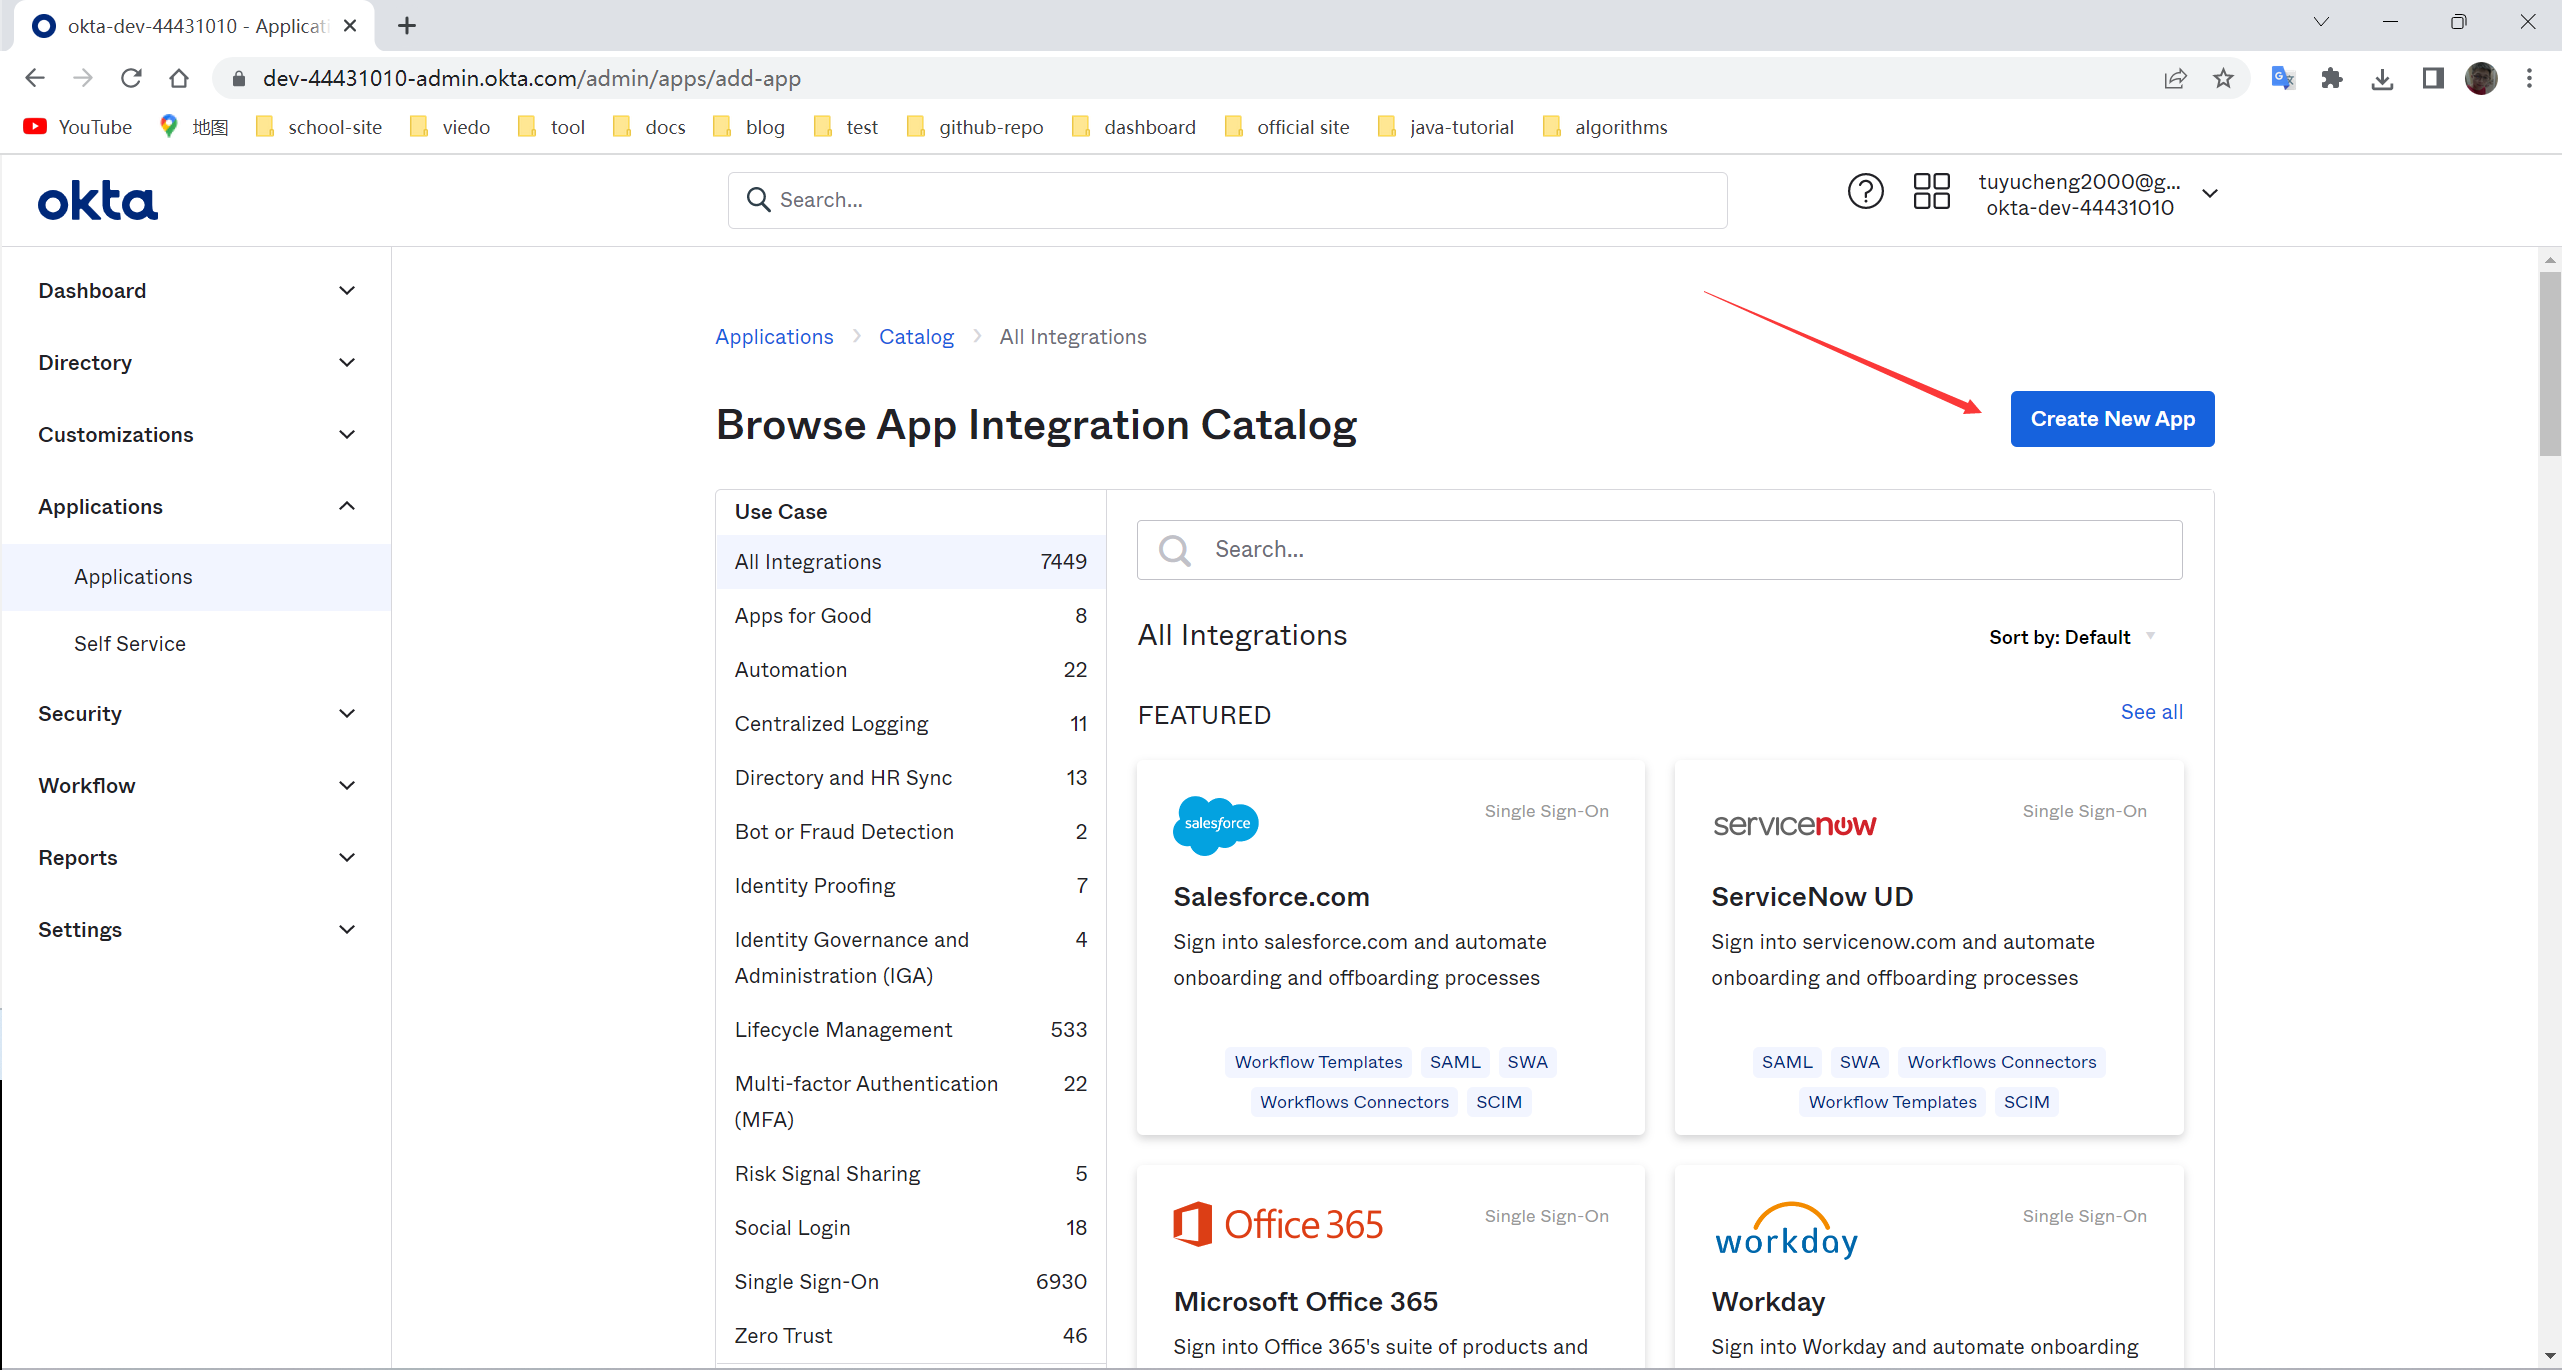 okta-dev-44431010 - Applicati
dev-44431010-admin.okta.com/admin/apps/add-app
YouTube
地图
school-site
viedo
tool
docs
blog
test
github-repo
dashboard
official site
java-tutorial
algorithms
okta
Search...
tuyucheng2000@g...
okta-dev-44431010
Dashboard
Directory
Customizations
Applications
Applications
Self Service
Security
Workflow
Reports
Settings
Applications
Catalog
All Integrations
Browse App Integration Catalog
Create New App
Use Case
All Integrations 7449
Apps for Good 8
Automation 22
Centralized Logging 11
Directory and HR Sync 13
Bot or Fraud Detection 2
Identity Proofing 7
Identity Governance and 4
Administration (IGA)
Lifecycle Management 533
Multi-factor Authentication 22
(MFA)
Risk Signal Sharing 5
Social Login 18
Single Sign-On 6930
Zero Trust 46
Search...
All Integrations
Sort by: Default
FEATURED
See all
salesforce
Single Sign-On
Salesforce.com
Sign into salesforce.com and automate
onboarding and offboarding processes
Workflow Templates SAML SWA
Workflows Connectors SCIM
servicenow
Single Sign-On
ServiceNow UD
Sign into servicenow.com and automate
onboarding and offboarding processes
SAML SWA Workflows Connectors
Workflow Templates SCIM
Office 365
Single Sign-On
Microsoft Office 365
Sign into Office 365's suite of products and
workday
Single Sign-On
Workday
Sign into Workday and automate onboarding